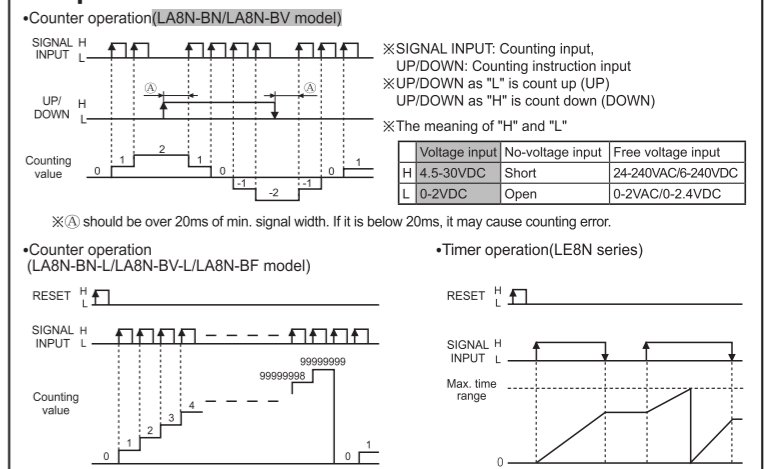 •Counter operation(LA8N-BN/LA8N-BV model)
SIGNAL H
INPUT L
Ⓐ Ⓐ
UP/ H
DOWN L
Counting
value
0 1 2 1 0 -1 -2 -1 0 1
※SIGNAL INPUT: Counting input,
UP/DOWN: Counting instruction input
※UP/DOWN as "L" is count up (UP)
UP/DOWN as "H" is count down (DOWN)
※The meaning of "H" and "L"
Voltage input No-voltage input Free voltage input
H 4.5-30VDC Short 24-240VAC/6-240VDC
L 0-2VDC Open 0-2VAC/0-2.4VDC
※Ⓐ should be over 20ms of min. signal width. If it is below 20ms, it may cause counting error.
•Counter operation
(LA8N-BN-L/LA8N-BV-L/LA8N-BF model)
RESET H
L
SIGNAL H
INPUT L
Counting
value
0 1 2 3 4 99999998 99999999 0 1
•Timer operation(LE8N series)
RESET H
L
SIGNAL H
INPUT L
Max. time
range
0